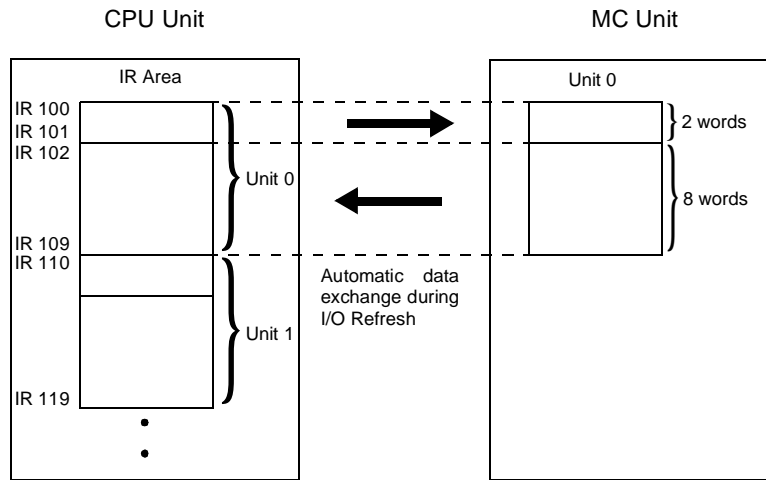 CPU Unit
MC Unit
IR Area
Unit 0
IR 100
IR 101
IR 102
2 words
Unit 0
8 words
IR 109
IR 110
Automatic data
exchange during
I/O Refresh
Unit 1
IR 119